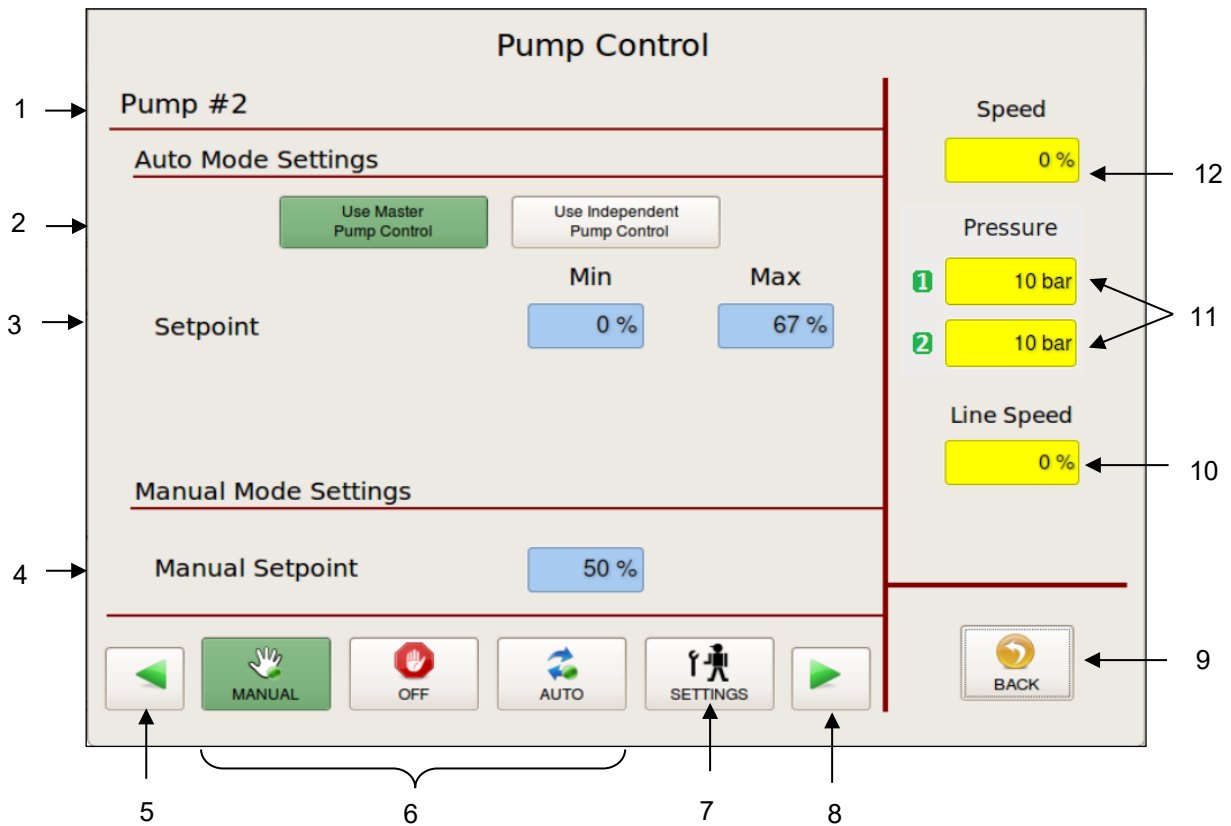 Pump Control
1
Pump #2
Speed
0 %
12
Auto Mode Settings
2
Use Master
Pump Control
Use Independent
Pump Control
Pressure
Min
Max
1
10 bar
11
3
Setpoint
0 %
67 %
2
10 bar
Line Speed
0 %
10
Manual Mode Settings
4
Manual Setpoint
50 %
MANUAL
OFF
AUTO
SETTINGS
BACK
9
5
6
7
8